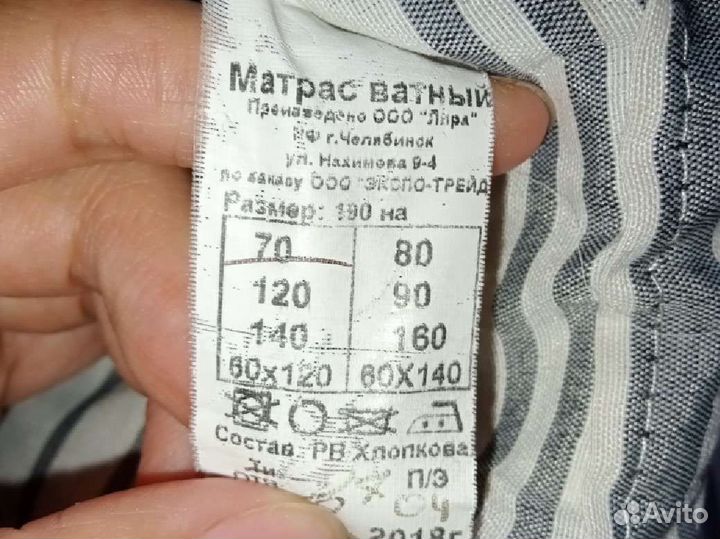 Матрас ватный
Произведено ООО "Лира"
РФ г.Челябинск
ул. Нахимова 9-4
по заказу ООО "ЭКСПО-ТРЕЙД
Размер: 190 на
70 80
120 90
140 160
60х120 60Х140
Состав РВ Хлопкова
П/Э
04
2018г
Avito